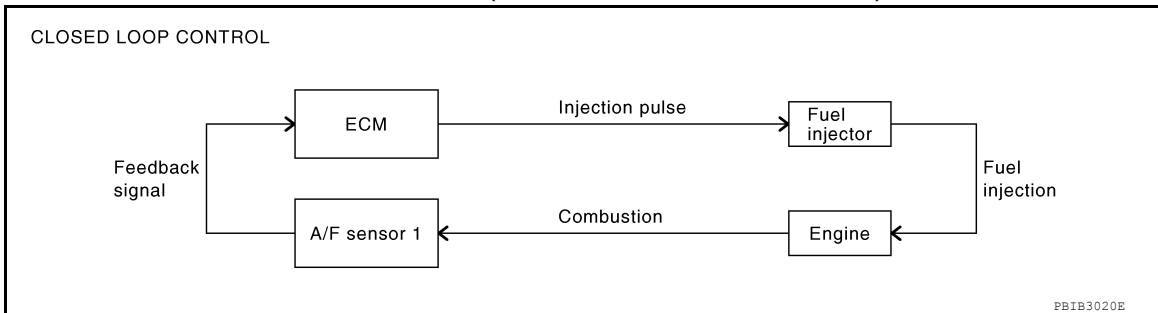 CLOSED LOOP CONTROL
ECM
Injection pulse
Fuel
injector
Feedback
signal
Fuel
injection
A/F sensor 1
Combustion
Engine
PBIB3020E